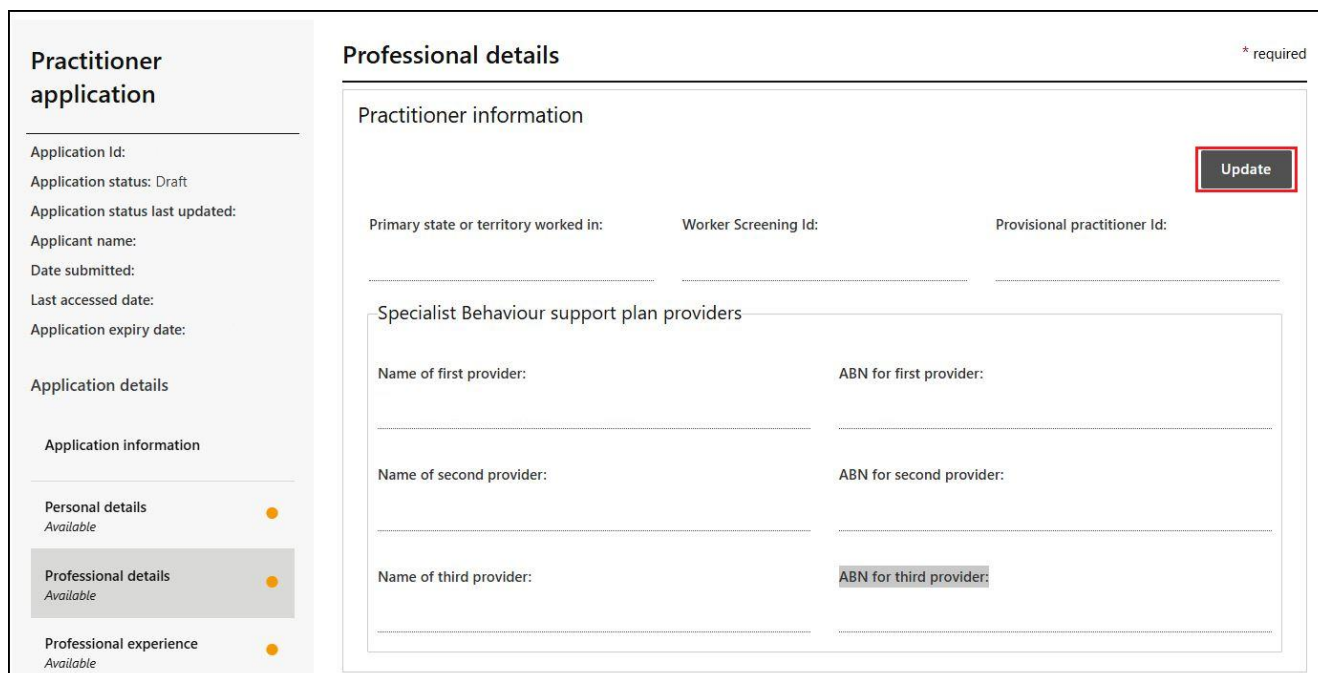 Practitioner
application
Application Id:
Application status: Draft
Application status last updated:
Applicant name:
Date submitted:
Last accessed date:
Application expiry date:
Application details
Application information
Personal details
Available
Professional details
Available
Professional experience
Available
Professional details
* required
Practitioner information
Update
Primary state or territory worked in:
Worker Screening Id:
Provisional practitioner Id:
Specialist Behaviour support plan providers
Name of first provider:
ABN for first provider:
Name of second provider:
ABN for second provider:
Name of third provider:
ABN for third provider: